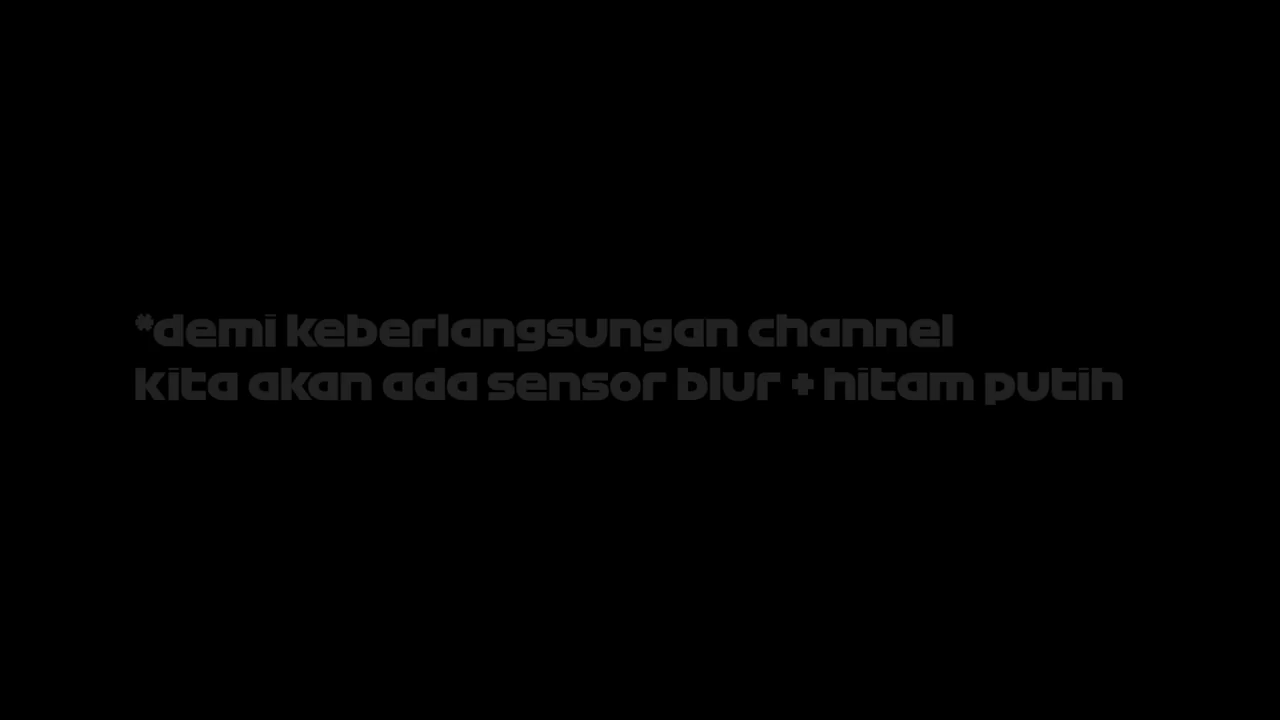 *demi keberlangsungan channel
kita akan ada sensor blur + hitam putih